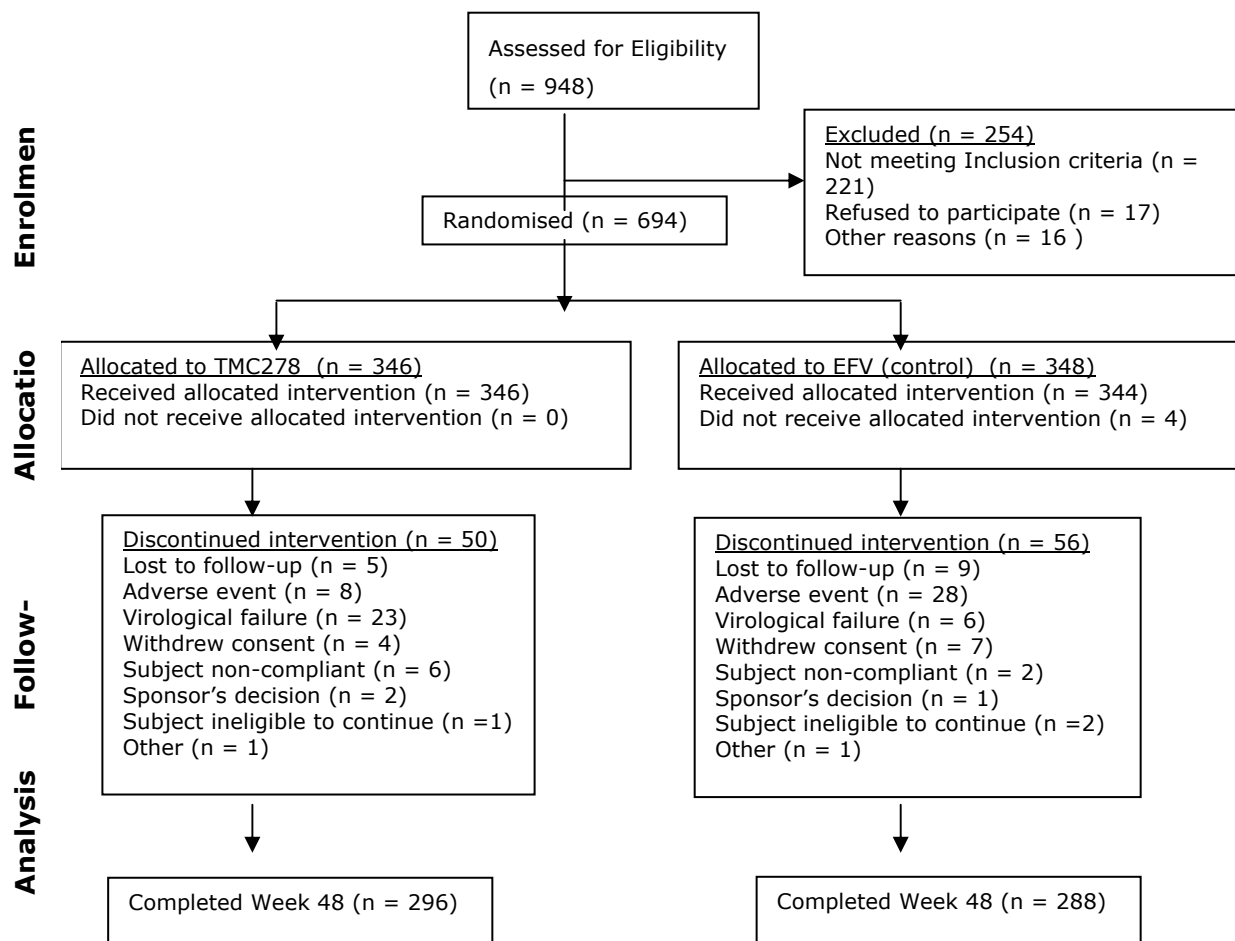 Assessed for Eligibility
(n = 948)
Enrolmen
Excluded (n = 254)
Not meeting Inclusion criteria (n =
221)
Refused to participate (n = 17)
Other reasons (n = 16 )
Randomised (n = 694)
Allocatio
Allocated to TMC278  (n = 346)
Received allocated intervention (n = 346)
Did not receive allocated intervention (n = 0)
Allocated to EFV (control)  (n = 348)
Received allocated intervention (n = 344)
Did not receive allocated intervention (n = 4)
Follow-
Discontinued intervention (n = 50)
Lost to follow-up (n = 5)
Adverse event (n = 8)
Virological failure (n = 23)
Withdrew consent (n = 4)
Subject non-compliant (n = 6)
Sponsor’s decision (n = 2)
Subject ineligible to continue (n =1)
Other (n = 1)
Discontinued intervention (n = 56)
Lost to follow-up (n = 9)
Adverse event (n = 28)
Virological failure (n = 6)
Withdrew consent (n = 7)
Subject non-compliant (n = 2)
Sponsor’s decision (n = 1)
Subject ineligible to continue (n =2)
Other (n = 1)
Analysis
Completed Week 48 (n = 296)
Completed Week 48 (n = 288)